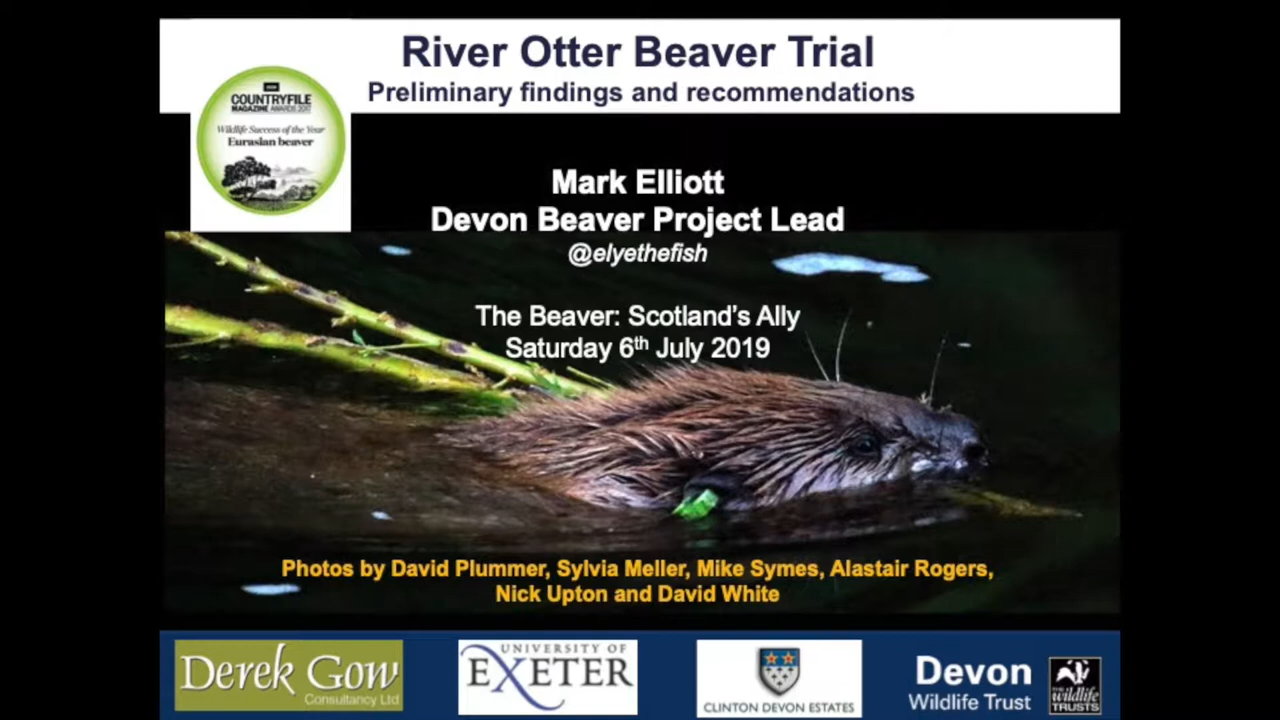 River Otter Beaver Trial
Preliminary findings and recommendations
BBC
COUNTRYFILE
MAGAZINE AWARDS 2017
Wildlife Success of the Year
Eurasian beaver
Mark Elliott
Devon Beaver Project Lead
@elyethefish
The Beaver: Scotland's Ally
Saturday 6th July 2019
Photos by David Plummer, Sylvia Meller, Mike Symes, Alastair Rogers,
Nick Upton and David White
Derek Gow
Consultancy Ltd
UNIVERSITY OF
EXETER
CLINTON DEVON ESTATES
Devon
Wildlife Trust
THE
wildlife
TRUSTS